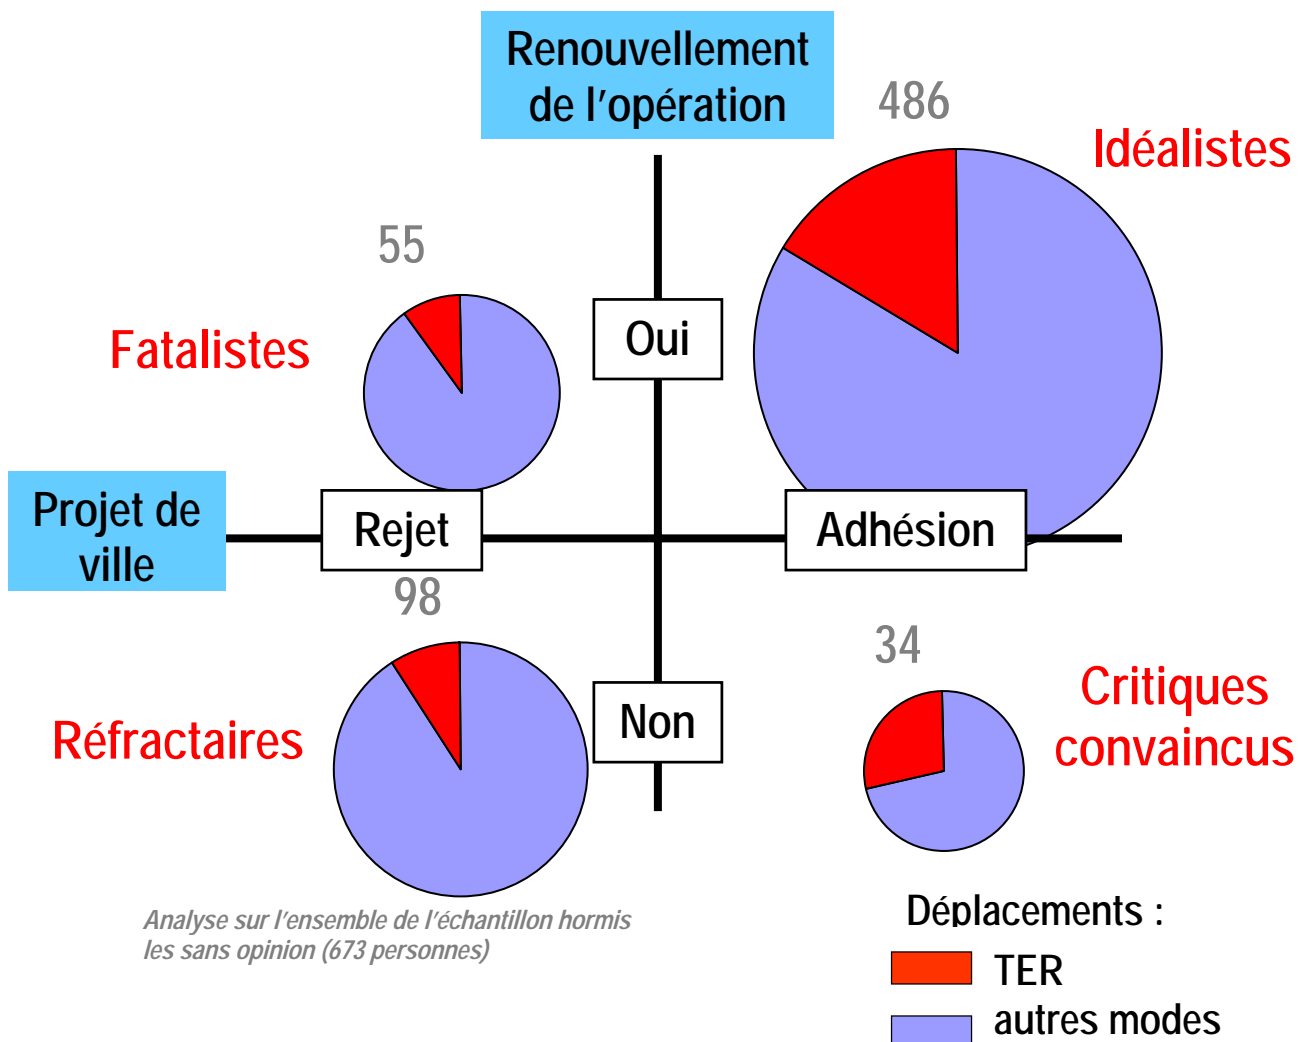 Renouvellement
de l'opération
486
Idéalistes
55
Fatalistes
Oui
Projet de
ville
Rejet
Adhésion
98
34
Réfractaires
Non
Critiques
convaincus
Analyse sur l'ensemble de l'échantillon hormis
les sans opinion (673 personnes)
Déplacements :
TER
autres modes